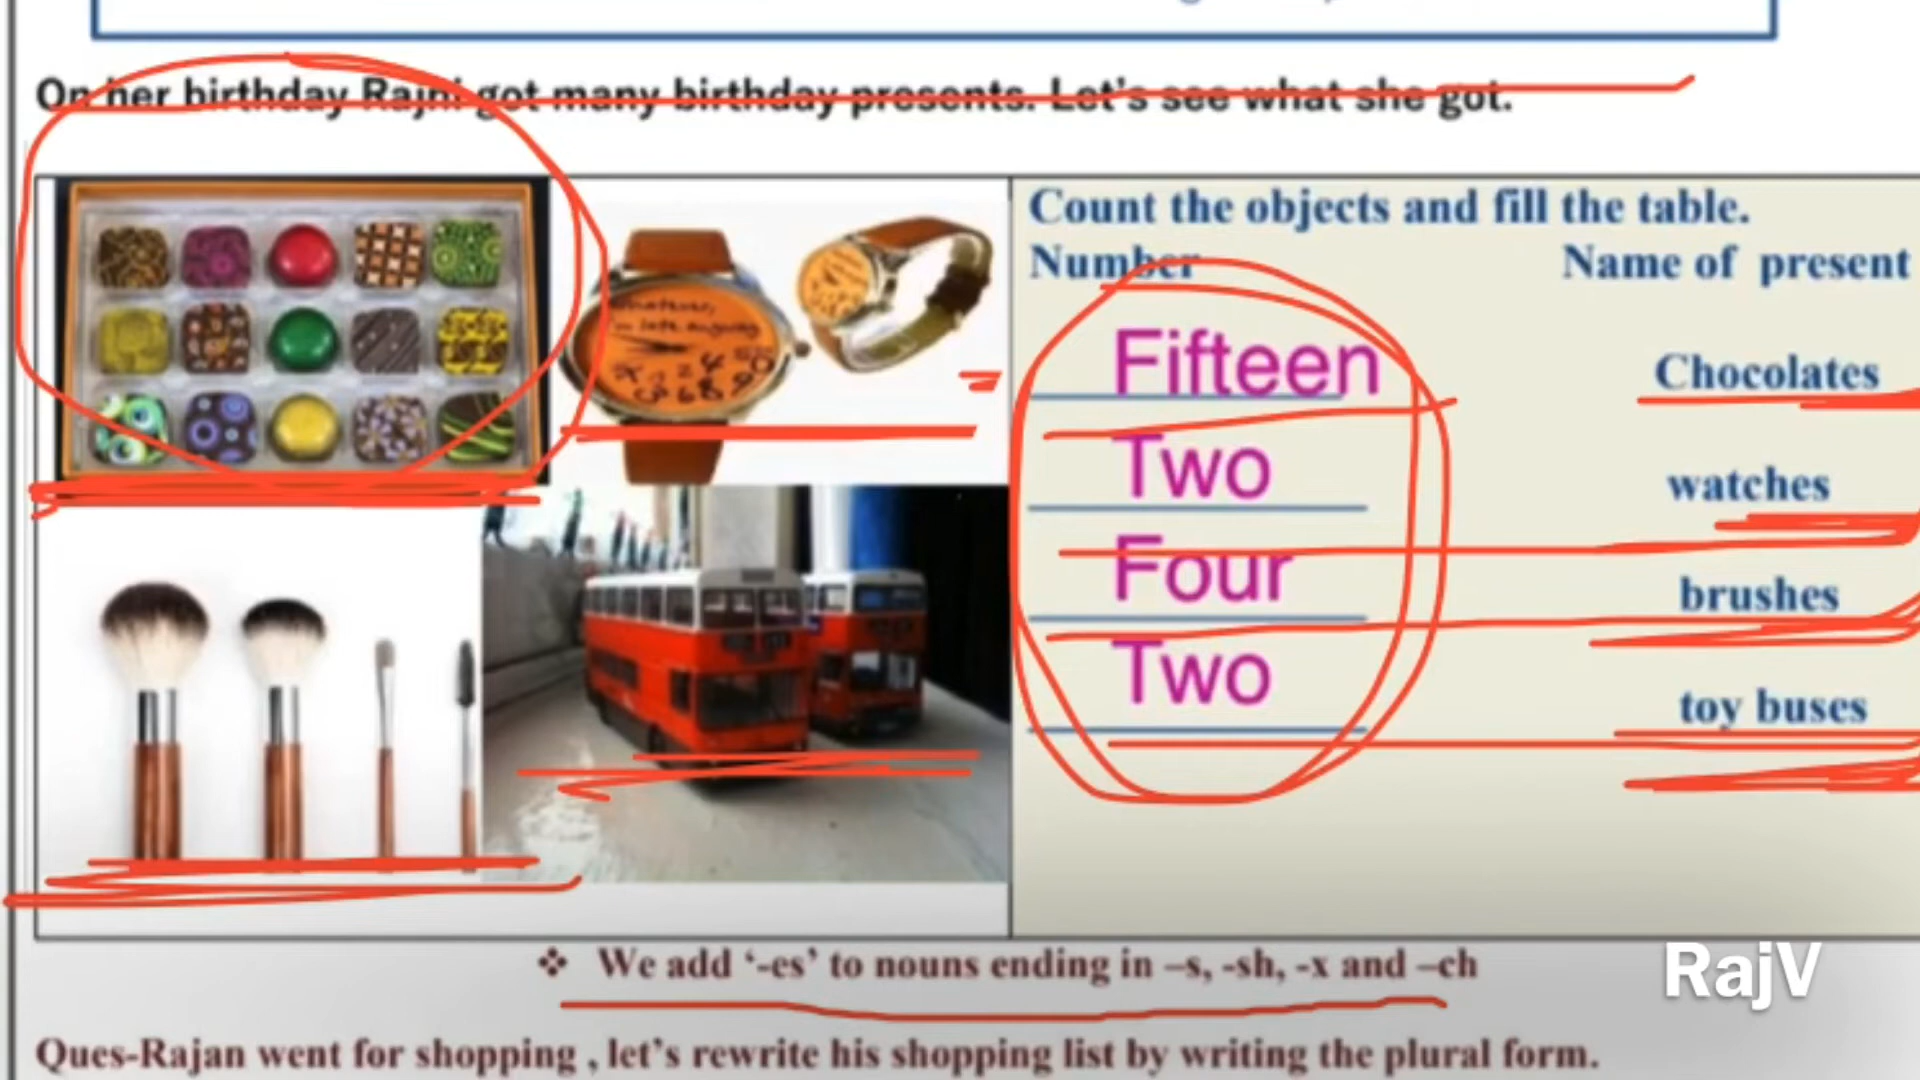 On her birthday Rajni got many birthday presents. Let's see what she got.
Count the objects and fill the table.
Number Name of present
Fifteen Chocolates
Two watches
Four brushes
Two toy buses
❖ We add ‘-es’ to nouns ending in –s, -sh, -x and –ch
RajV
Ques-Rajan went for shopping , let’s rewrite his shopping list by writing the plural form.